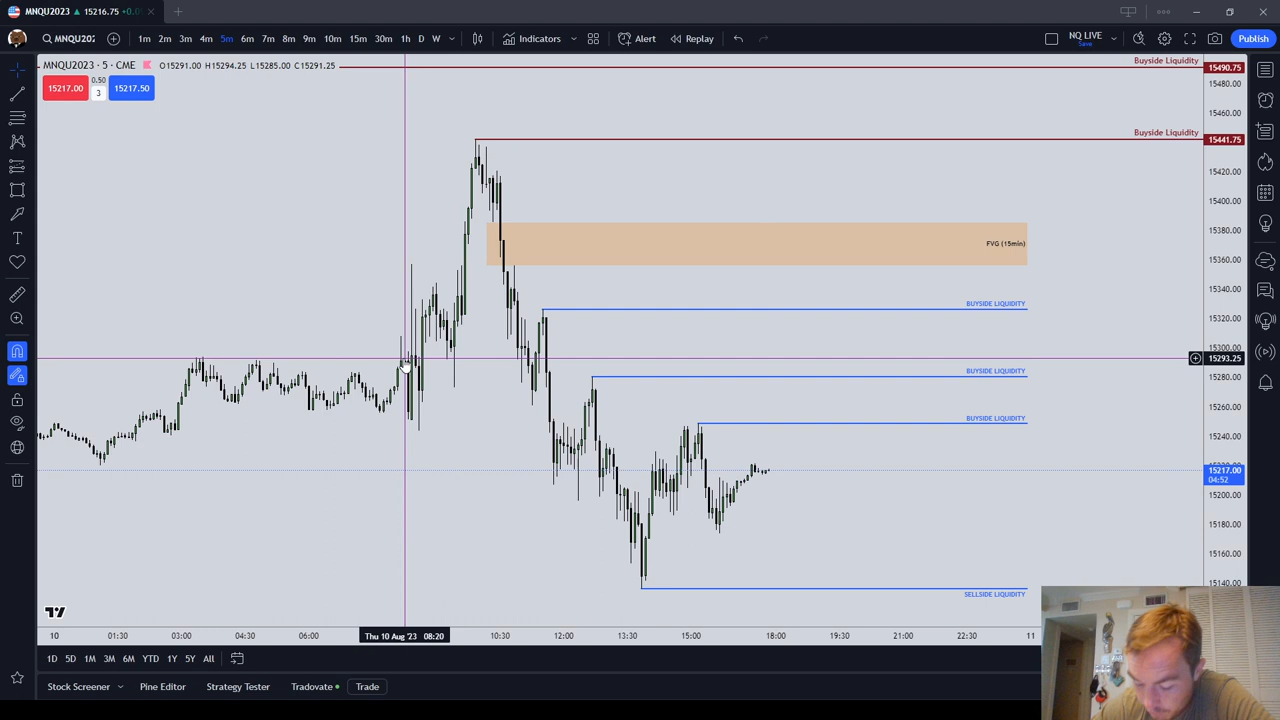 MNQU2023 ▲ 15216.75 +0.0
MNQU202 1m 2m 3m 4m 5m 6m 7m 8m 9m 10m 15m 30m 1h D W Indicators Alert Replay NQ LIVE Save Publish
MNQU2023 · 5 · CME O15291.00 H15294.25 L15285.00 C15291.25
15217.00 0.50 3 15217.50
Buyside Liquidity 15490.75
15480.00
15460.00
Buyside Liquidity 15441.75
15420.00
15400.00
15380.00
FVG (15min)
15360.00
15340.00
BUYSIDE LIQUIDITY
15320.00
15300.00
15293.25
BUYSIDE LIQUIDITY
15280.00
15260.00
BUYSIDE LIQUIDITY
15240.00
15217.00
04:52
15200.00
15180.00
15160.00
15140.00
SELLSIDE LIQUIDITY
10 01:30 03:00 04:30 06:00 Thu 10 Aug '23 08:20 10:30 12:00 13:30 15:00 18:00 19:30 21:00 22:30 11
1D 5D 1M 3M 6M YTD 1Y 5Y All
Stock Screener Pine Editor Strategy Tester Tradovate Trade